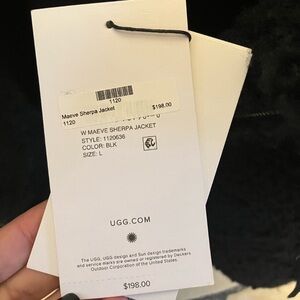 1120
Maeve Sherpa Jacket
1120 $198.00
W MAEVE SHERPA JACKET
STYLE: 1120636
COLOR: BLK
SIZE: L
UGG.COM
The UGG, UGG design and Sun design trademarks
and service marks are owned or registered by Deckers
Outdoor Corporation of the United States.
$198.00